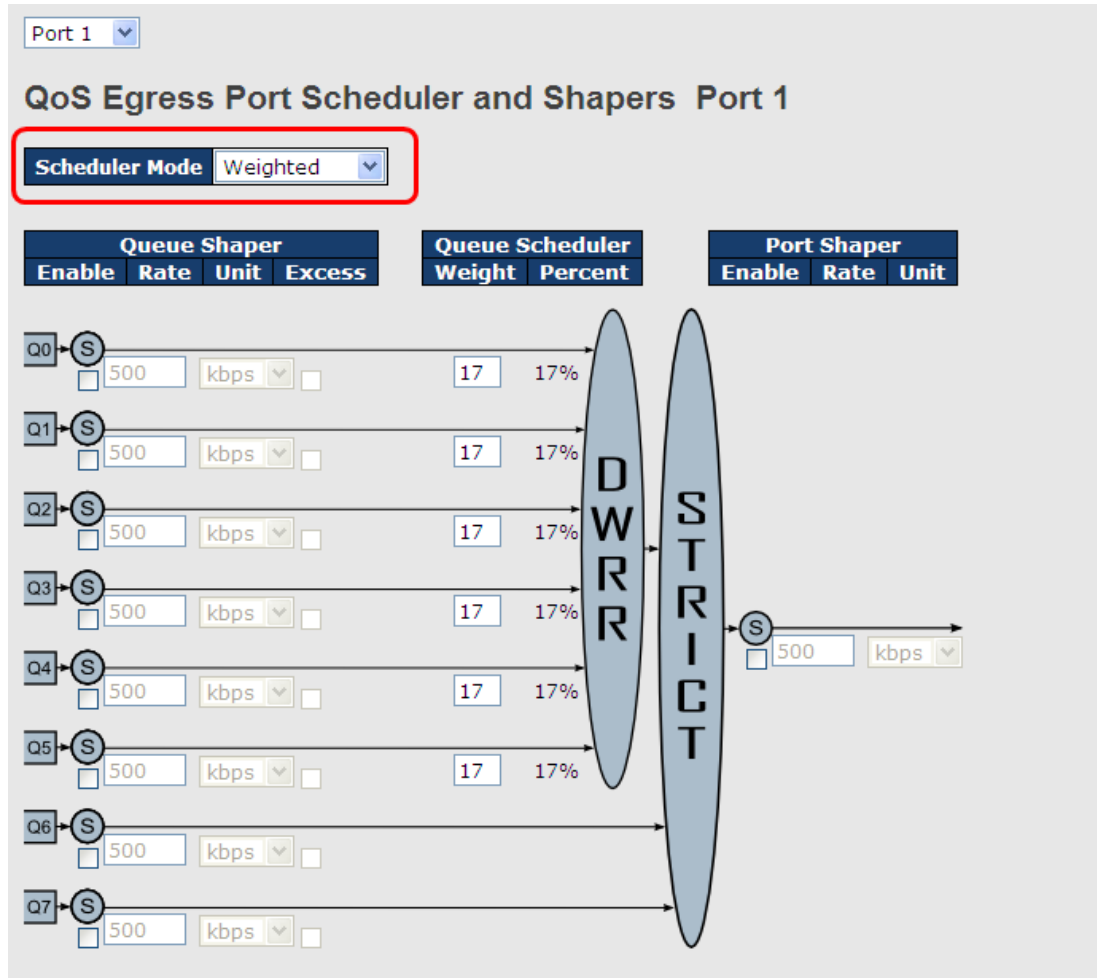 Port 1
QoS Egress Port Scheduler and Shapers Port 1
Scheduler Mode Weighted
Queue Shaper Queue Scheduler Port Shaper
Enable Rate Unit Excess Weight Percent Enable Rate Unit
Q0 S
500 kbps 17 17%
Q1 S
500 kbps 17 17%
Q2 S
500 kbps 17 17%
Q3 S
500 kbps 17 17%
Q4 S
500 kbps 17 17%
Q5 S
500 kbps 17 17%
Q6 S
500 kbps
Q7 S
500 kbps
DWRR
STRICT
S
500 kbps